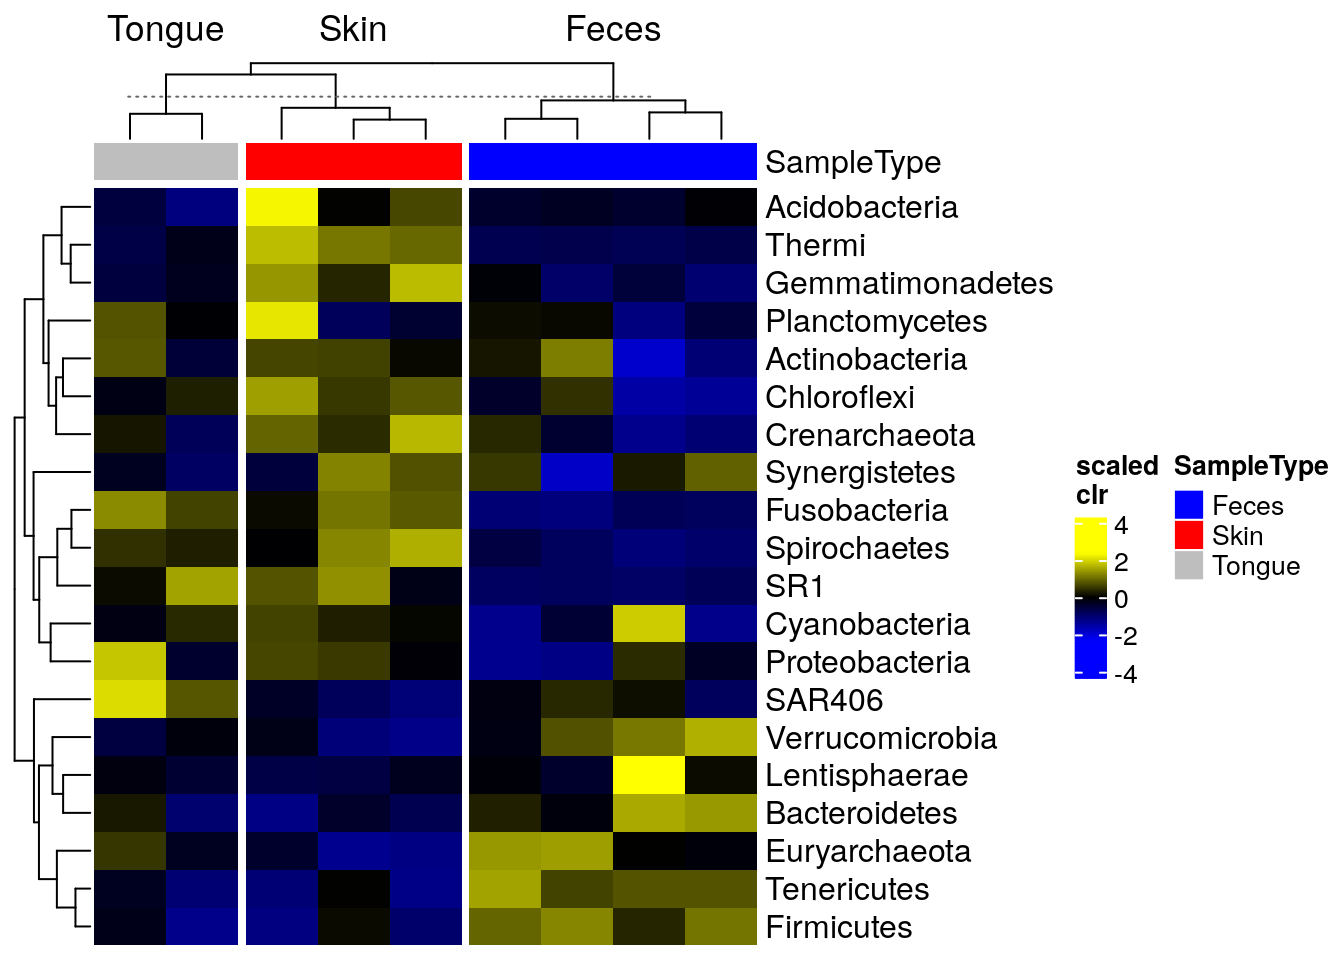 Tongue Skin Feces
SampleType
Acidobacteria
Thermi
Gemmatimonadetes
Planctomycetes
Actinobacteria
Chloroflexi
Crenarchaeota
Synergistetes
Fusobacteria
Spirochaetes
SR1
Cyanobacteria
Proteobacteria
SAR406
Verrucomicrobia
Lentisphaerae
Bacteroidetes
Euryarchaeota
Tenericutes
Firmicutes
scaled
clr
4
2
0
-2
-4
SampleType
Feces
Skin
Tongue